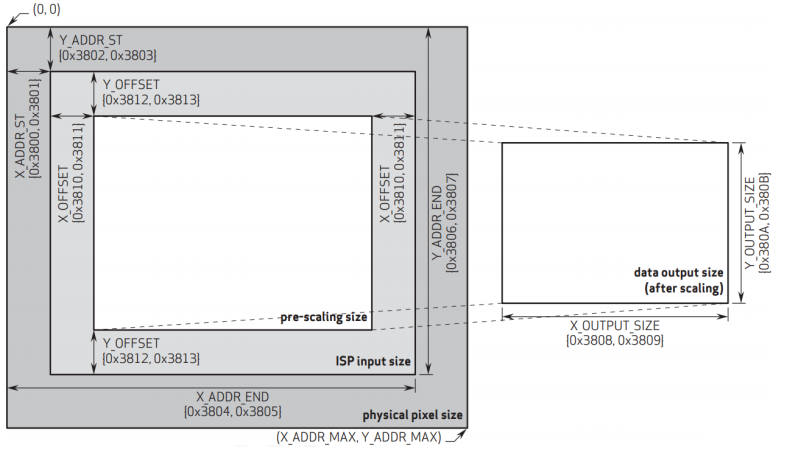 (0, 0)
Y_ADDR_ST
[0x3802, 0x3803]
Y_OFFSET
[0x3812, 0x3813]
X_ADDR_ST
[0x3800, 0x3801]
X_OFFSET
[0x3810, 0x3811]
X_OFFSET
[0x3810, 0x3811]
Y_ADDR_END
[0x3806, 0x3807]
Y_OUTPUT_SIZE
[0x380A, 0x380B]
data output size
(after scaling)
pre-scaling size
X_OUTPUT_SIZE
[0x3808, 0x3809]
Y_OFFSET
[0x3812, 0x3813]
ISP input size
X_ADDR_END
[0x3804, 0x3805]
physical pixel size
(X_ADDR_MAX, Y_ADDR_MAX)